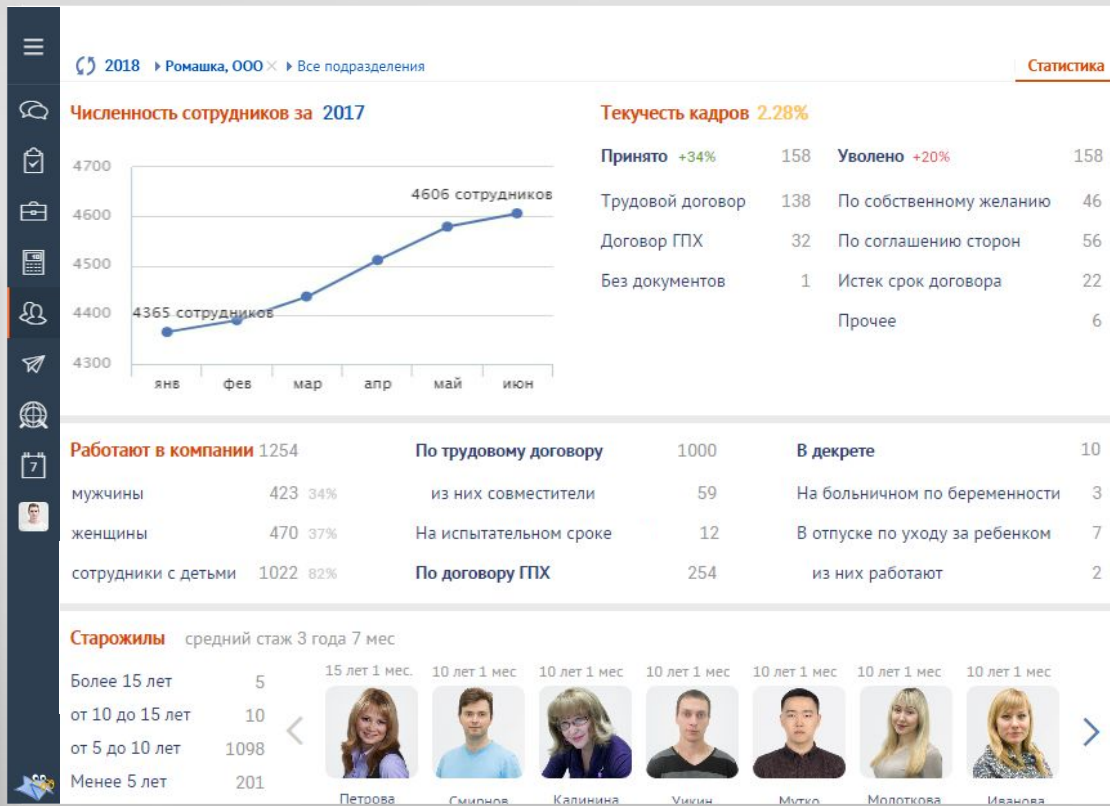 2018 Ромашка, ООО × Все подразделения
Статистика
Численность сотрудников за 2017
4700
4600
4500
4400
4300
4606 сотрудников
4365 сотрудников
янв фев мар апр май июн
Текучесть кадров 2.28%
Принято +34% 158
Трудовой договор 138
Договор ГПХ 32
Без документов 1
Уволено +20% 158
По собственному желанию 46
По соглашению сторон 56
Истек срок договора 22
Прочее 6
Работают в компании 1254
мужчины 423 34%
женщины 470 37%
сотрудники с детьми 1022 82%
По трудовому договору 1000
из них совместители 59
На испытательном сроке 12
По договору ГПХ 254
В декрете 10
На больничном по беременности 3
В отпуске по уходу за ребенком 7
из них работают 2
7
Старожилы средний стаж 3 года 7 мес
Более 15 лет 5
от 10 до 15 лет 10
от 5 до 10 лет 1098
Менее 5 лет 201
15 лет 1 мес. 10 лет 1 мес 10 лет 1 мес 10 лет 1 мес 10 лет 1 мес 10 лет 1 мес 10 лет 1 мес
Петрова Смирнов Калинина Уикин Мутко Молоткова Иванова